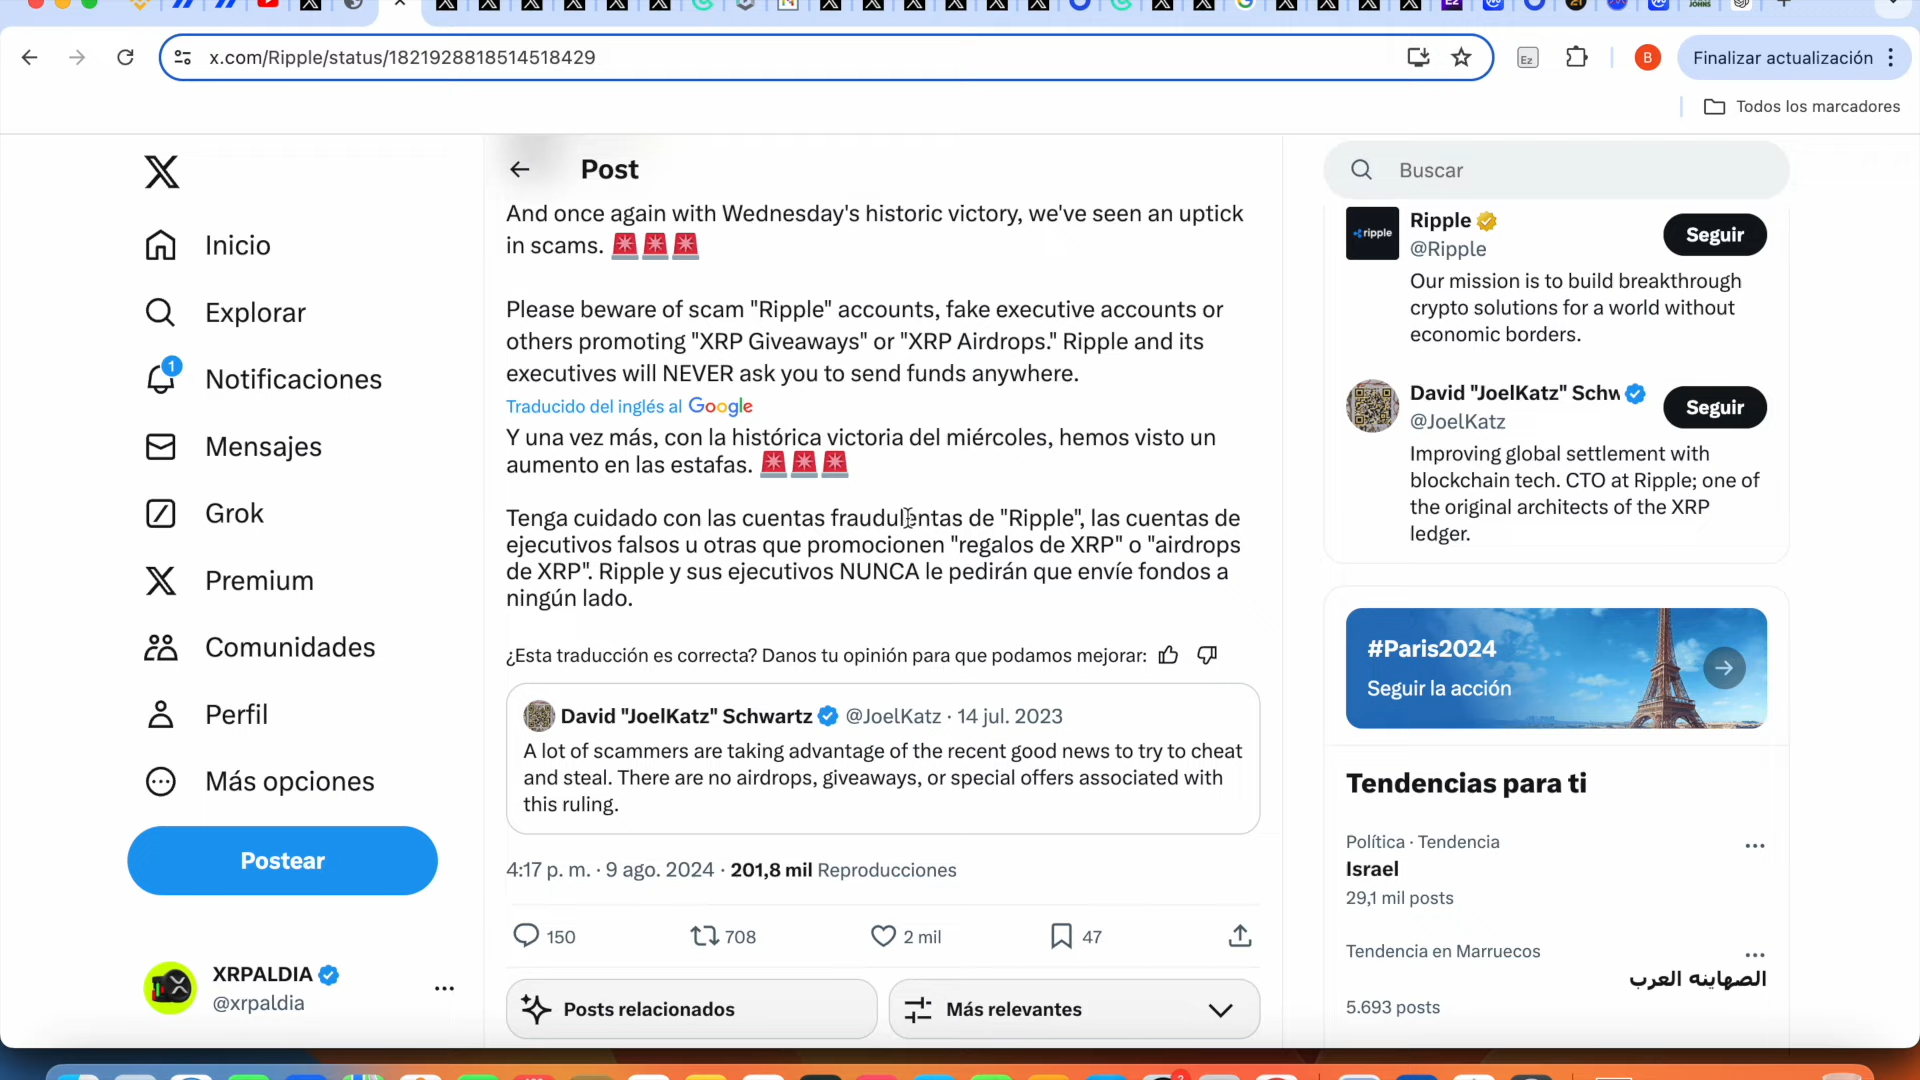 x.com/Ripple/status/1821928818514518429
Ez
B
Finalizar actualización
Todos los marcadores
Post
Buscar
Inicio
Explorar
1
Notificaciones
Mensajes
Grok
Premium
Comunidades
Perfil
Más opciones
Postear
XRPALDIA
@xrpaldia
And once again with Wednesday's historic victory, we've seen an uptick
in scams. 🚨🚨🚨
Please beware of scam "Ripple" accounts, fake executive accounts or
others promoting "XRP Giveaways" or "XRP Airdrops." Ripple and its
executives will NEVER ask you to send funds anywhere.
Traducido del inglés al Google
Y una vez más, con la histórica victoria del miércoles, hemos visto un
aumento en las estafas. 🚨🚨🚨
Tenga cuidado con las cuentas fraudulentas de "Ripple", las cuentas de
ejecutivos falsos u otras que promocionen "regalos de XRP" o "airdrops
de XRP". Ripple y sus ejecutivos NUNCA le pedirán que envíe fondos a
ningún lado.
¿Esta traducción es correcta? Danos tu opinión para que podamos mejorar:
David "JoelKatz" Schwartz @JoelKatz · 14 jul. 2023
A lot of scammers are taking advantage of the recent good news to try to cheat
and steal. There are no airdrops, giveaways, or special offers associated with
this ruling.
4:17 p. m. · 9 ago. 2024 · 201,8 mil Reproducciones
150 708 2 mil 47
Posts relacionados
Más relevantes
ripple
Ripple
@Ripple
Seguir
Our mission is to build breakthrough
crypto solutions for a world without
economic borders.
David "JoelKatz" Schw
@JoelKatz
Seguir
Improving global settlement with
blockchain tech. CTO at Ripple; one of
the original architects of the XRP
ledger.
#Paris2024
Seguir la acción
Tendencias para ti
Política · Tendencia
Israel
29,1 mil posts
Tendencia en Marruecos
الصهاينه العرب
5.693 posts